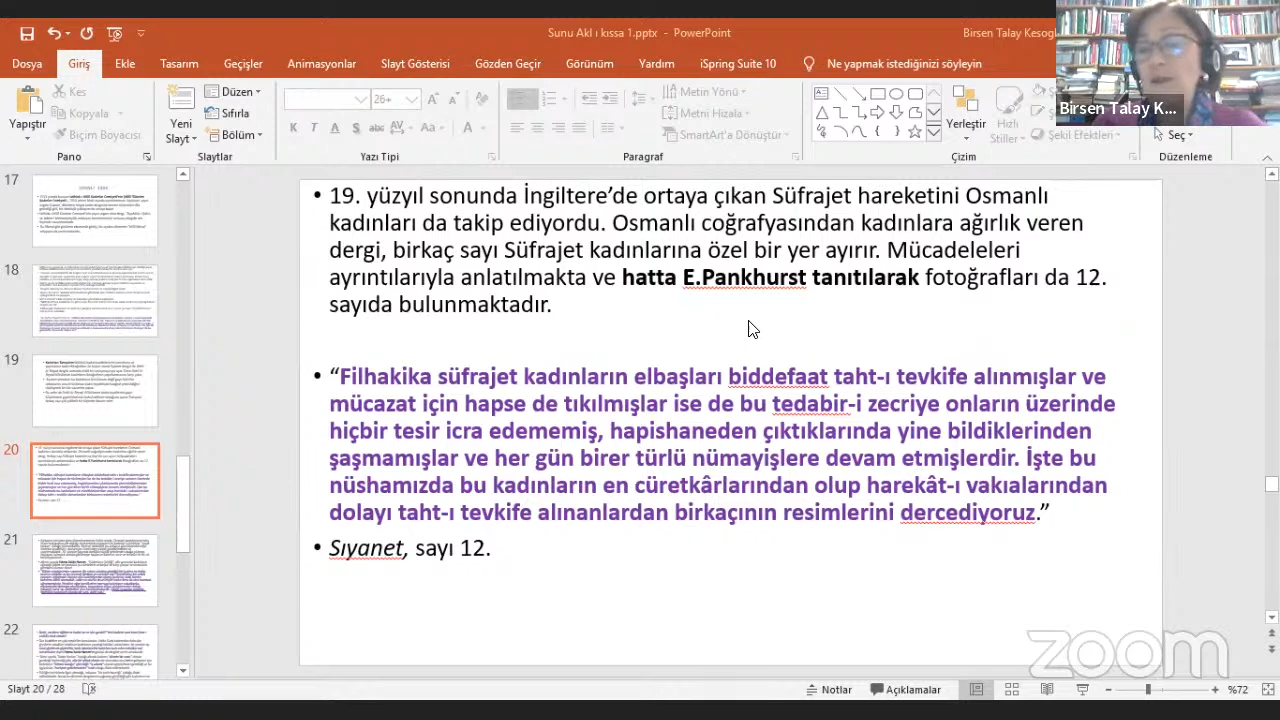 Sunu Akl ı kıssa 1.pptx - PowerPoint
Birsen Talay Kesogl
Dosya Giriş Ekle Tasarım Geçişler Animasyonlar Slayt Gösterisi Gözden Geçir Görünüm Yardım iSpring Suite 10 Ne yapmak istediğinizi söyleyin
Birsen Talay K...
Yapıştır
Kes
Kopyala
Biçim Boyacısı
Pano
Yeni Slayt
Düzen
Sıfırla
Bölüm
Slaytlar
26+
K T A abc AV Aa A
Yazı Tipi
Metin Yönü
Metni Hizala
SmartArt'a Dönüştür
Paragraf
Yerleştir
Hızlı Stiller
Şekil Efektleri
Çizim
Seç
Düzenleme
17
18
19
20
21
22
• 19. yüzyıl sonunda İngiltere’de ortaya çıkan Süfrajet hareketini Osmanlı
kadınları da takip ediyordu. Osmanlı coğrafyasından kadınlara ağırlık veren
dergi, birkaç sayı Süfrajet kadınlarına özel bir yer ayırır. Mücadeleleri
ayrıntılarıyla anlatılmakta ve hatta E.Pankhurst tanıtılarak fotoğrafları da 12.
sayıda bulunmaktadır.
• “Filhakika süfrajet kadınların elbaşları biddefaat taht-ı tevkife alınmışlar ve
mücazat için hapse de tıkılmışlar ise de bu tedabir-i zecriye onların üzerinde
hiçbir tesir icra edememiş, hapishaneden çıktıklarında yine bildiklerinden
şaşmamışlar ve her gün birer türlü nümayişlere devam etmişlerdir. İşte bu
nüshamızda bu kadınların en cüretkârlarından olup harekât-ı vakıalarından
dolayı taht-ı tevkife alınanlardan birkaçının resimlerini dercediyoruz.”
• Sıyanet, sayı 12.
zoom
Slayt 20 / 28
Notlar
Açıklamalar
%72